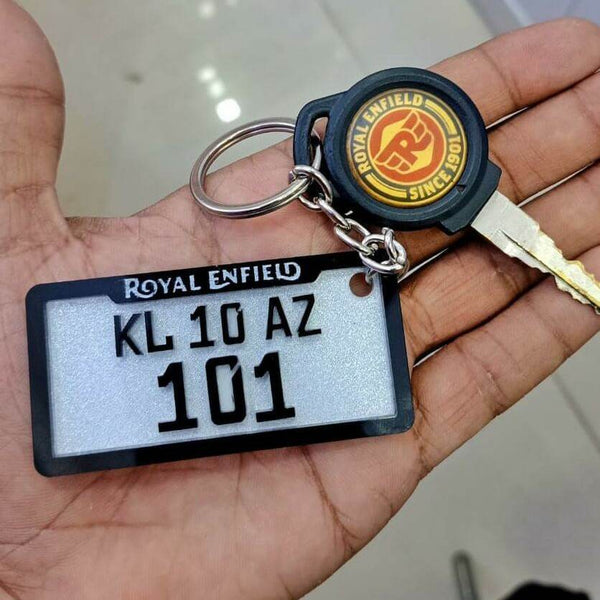 ROYAL ENFIELD
R
SINCE 1901
ROYAL ENFIELD
KL 10 AZ
101